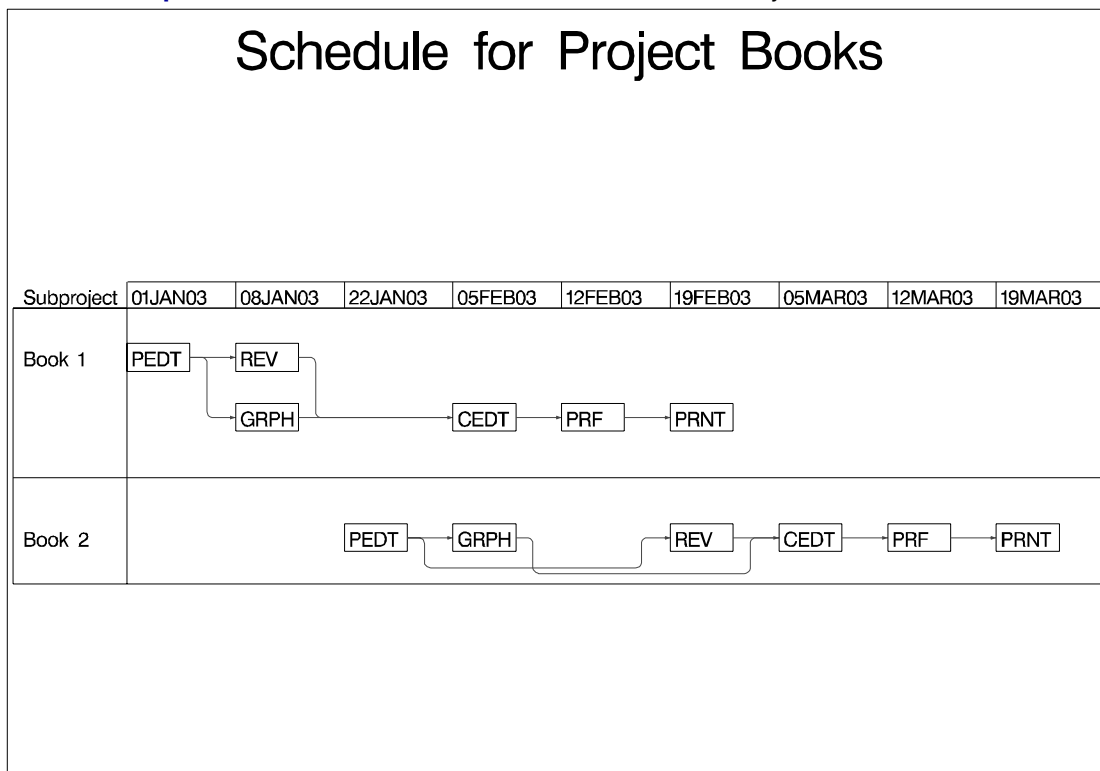 Schedule for Project Books
Subproject 01JAN03 08JAN03 22JAN03 05FEB03 12FEB03 19FEB03 05MAR03 12MAR03 19MAR03
Book 1 PEDT REV
GRPH CEDT PRF PRNT
Book 2 PEDT GRPH REV CEDT PRF PRNT